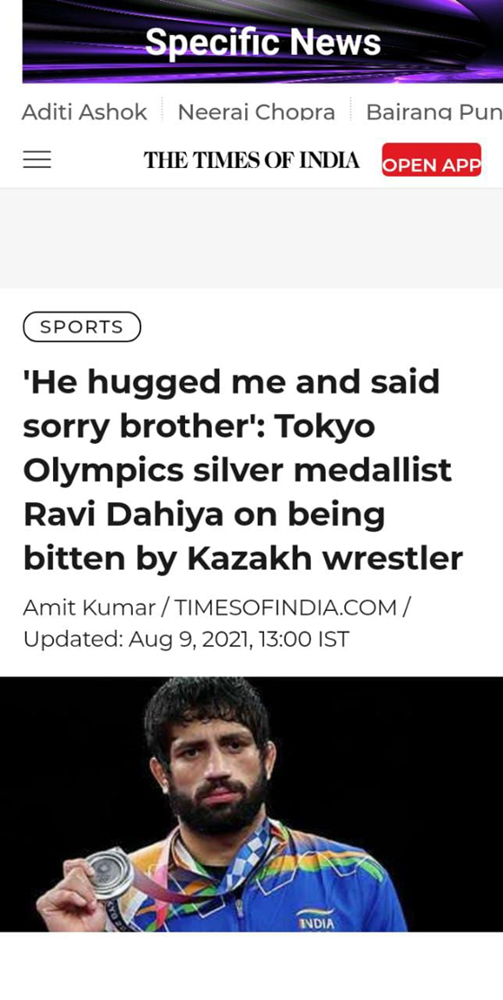 Specific News
Aditi Ashok
Neeraj Chopra
Bajrang Pun
THE TIMES OF INDIA
OPEN APP
SPORTS
'He hugged me and said
sorry brother': Tokyo
Olympics silver medallist
Ravi Dahiya on being
bitten by Kazakh wrestler
Amit Kumar / TIMESOFINDIA.COM /
Updated: Aug 9, 2021, 13:00 IST
INDIA